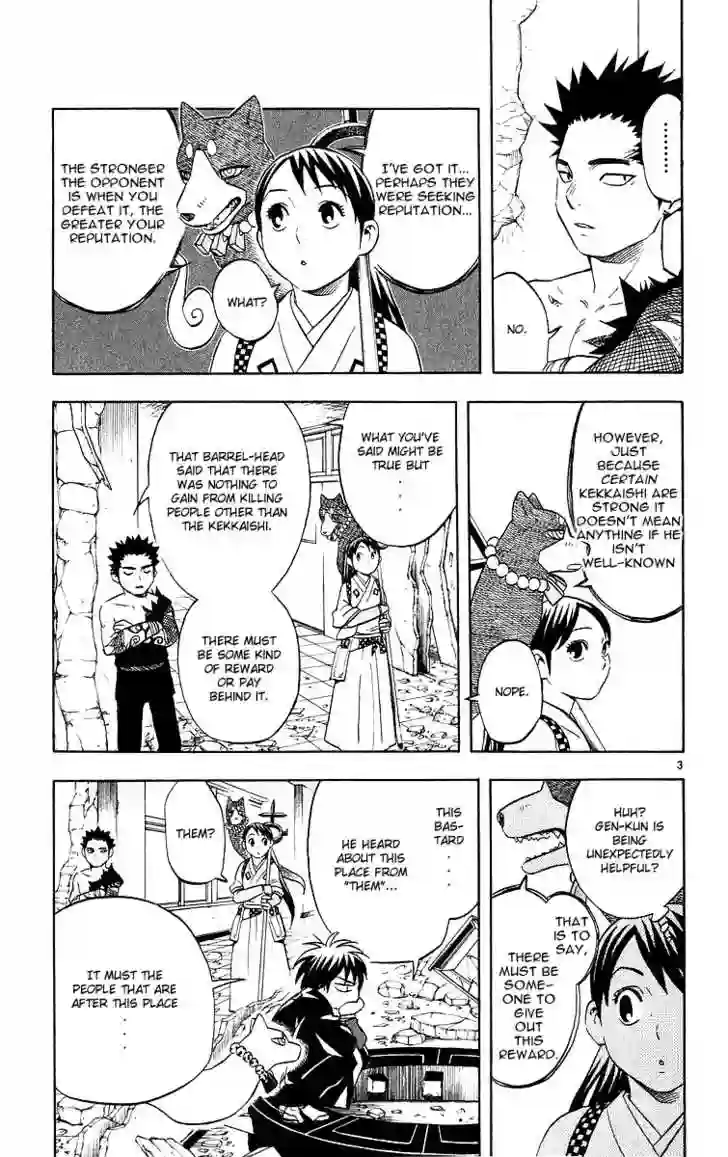 .......
NO.
I'VE GOT IT...
PERHAPS THEY
WERE SEEKING
REPUTATION...
THE STRONGER
THE OPPONENT
IS WHEN YOU
DEFEAT IT, THE
GREATER YOUR
REPUTATION.
WHAT?
HOWEVER,
JUST
BECAUSE
CERTAIN
KEKKAISHI ARE
STRONG IT
DOESN'T MEAN
ANYTHING IF HE
ISN'T
WELL-KNOWN
NOPE.
WHAT YOU'VE
SAID MIGHT BE
TRUE BUT
.
.
.
THAT BARREL-HEAD
SAID THAT THERE
WAS NOTHING TO
GAIN FROM KILLING
PEOPLE OTHER THAN
THE KEKKAISHI.
THERE MUST
BE SOME KIND
OF REWARD
OR PAY
BEHIND IT.
3
HUH?
GEN-KUN IS
BEING
UNEXPECTEDLY
HELPFUL?
THAT
IS TO
SAY,
THERE
MUST BE
SOME-
ONE TO
GIVE
OUT
THIS
REWARD.
THIS
BAS-
TARD
.
.
.
HE HEARD
ABOUT THIS
PLACE FROM
"THEM"...
THEM?
IT MUST THE
PEOPLE THAT ARE
AFTER THIS PLACE
.
.
.